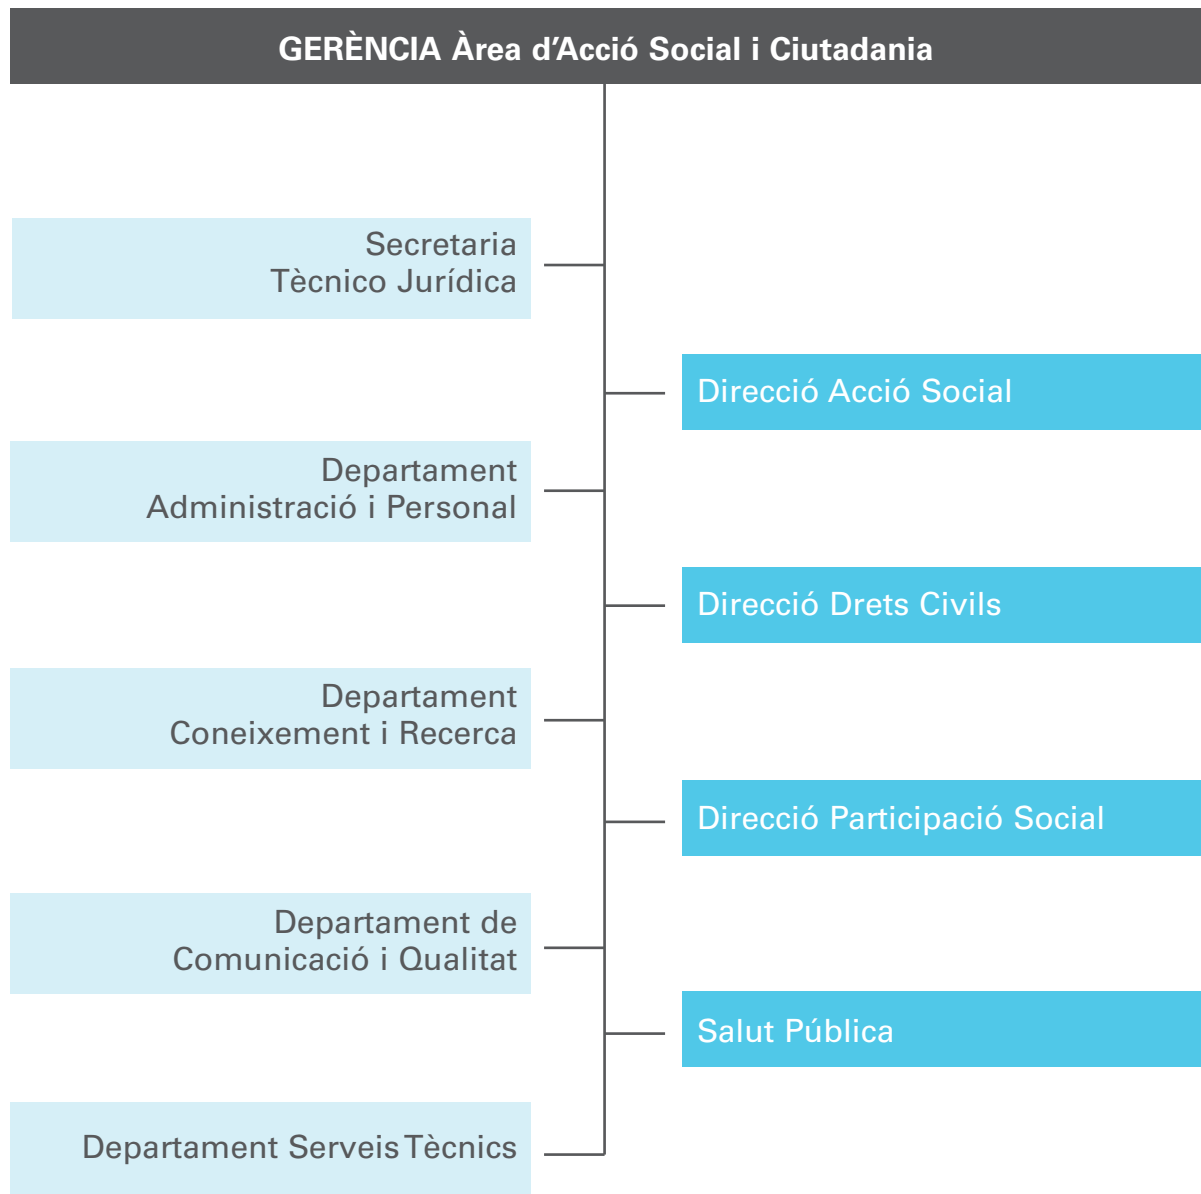 GERÈNCIA Àrea d’Acció Social i Ciutadania
Secretaria
Tècnico Jurídica
Direcció Acció Social
Departament
Administració i Personal
Direcció Drets Civils
Departament
Coneixement i Recerca
Direcció Participació Social
Departament de
Comunicació i Qualitat
Salut Pública
Departament Serveis Tècnics